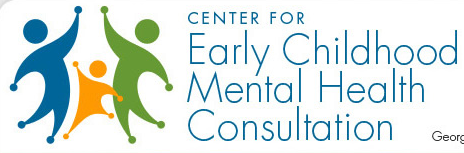 CENTER FOR
Early Childhood
Mental Health
Consultation
Georg